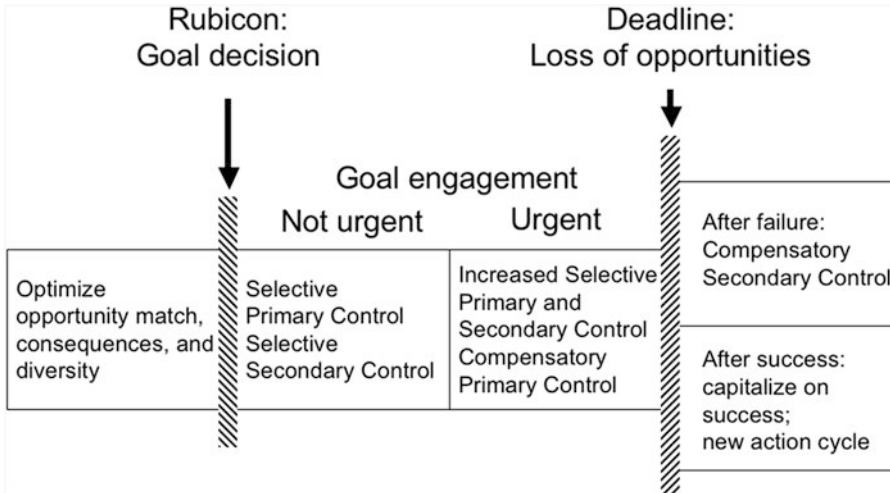 Rubicon:
Goal decision
Deadline:
Loss of opportunities
Goal engagement
Not urgent
Urgent
Optimize
opportunity match,
consequences, and
diversity
Selective
Primary Control
Selective
Secondary Control
Increased Selective
Primary and
Secondary Control
Compensatory
Primary Control
After failure:
Compensatory
Secondary Control
After success:
capitalize on
success;
new action cycle